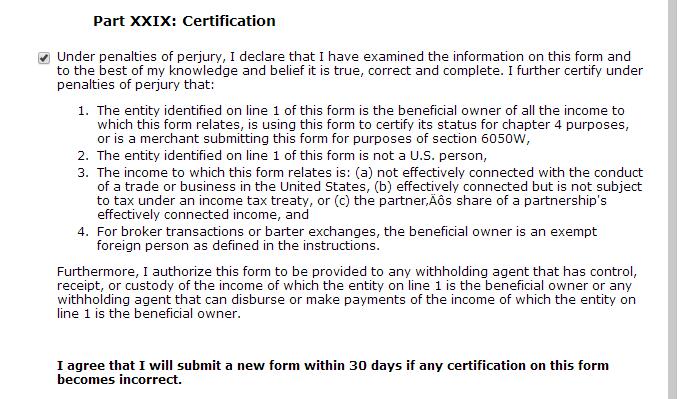 Part XXIX: Certification
Under penalties of perjury, I declare that I have examined the information on this form and
to the best of my knowledge and belief it is true, correct and complete. I further certify under
penalties of perjury that:
1. The entity identified on line 1 of this form is the beneficial owner of all the income to
which this form relates, is using this form to certify its status for chapter 4 purposes,
or is a merchant submitting this form for purposes of section 6050W,
2. The entity identified on line 1 of this form is not a U.S. person,
3. The income to which this form relates is: (a) not effectively connected with the conduct
of a trade or business in the United States, (b) effectively connected but is not subject
to tax under an income tax treaty, or (c) the partner‚Äôs share of a partnership's
effectively connected income, and
4. For broker transactions or barter exchanges, the beneficial owner is an exempt
foreign person as defined in the instructions.
Furthermore, I authorize this form to be provided to any withholding agent that has control,
receipt, or custody of the income of which the entity on line 1 is the beneficial owner or any
withholding agent that can disburse or make payments of the income of which the entity on
line 1 is the beneficial owner.
I agree that I will submit a new form within 30 days if any certification on this form
becomes incorrect.